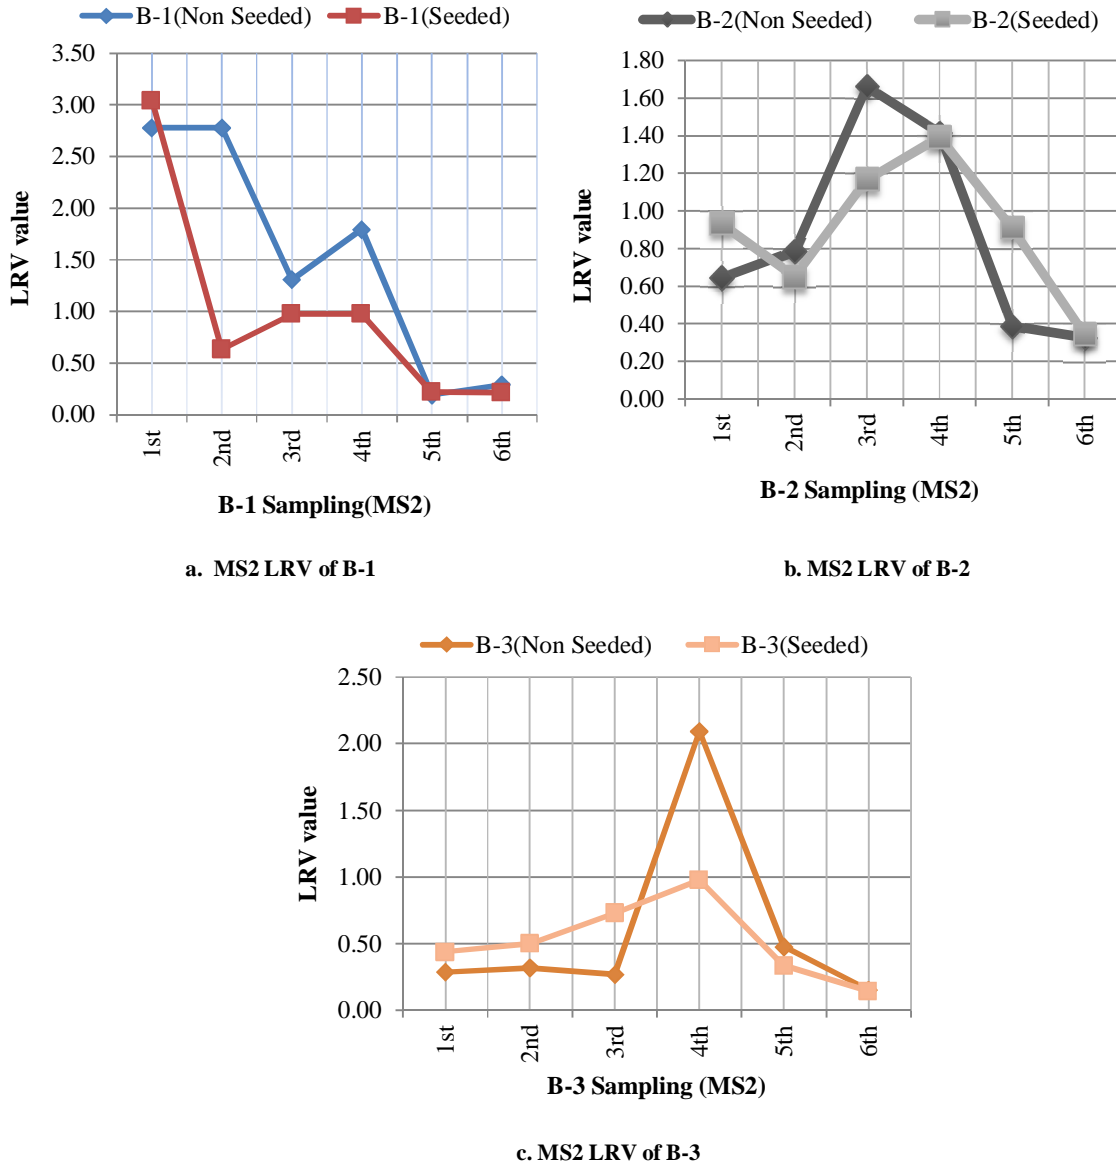 B-1(Non Seeded) B-1(Seeded)
3.50
3.00
2.50
2.00
1.50
1.00
0.50
0.00
LRV value
1st 2nd 3rd 4th 5th 6th
B-1 Sampling(MS2)
a. MS2 LRV of B-1
B-2(Non Seeded) B-2(Seeded)
1.80
1.60
1.40
1.20
1.00
0.80
0.60
0.40
0.20
0.00
LRV value
1st 2nd 3rd 4th 5th 6th
B-2 Sampling (MS2)
b. MS2 LRV of B-2
B-3(Non Seeded) B-3(Seeded)
2.50
2.00
1.50
1.00
0.50
0.00
LRV value
1st 2nd 3rd 4th 5th 6th
B-3 Sampling (MS2)
c. MS2 LRV of B-3